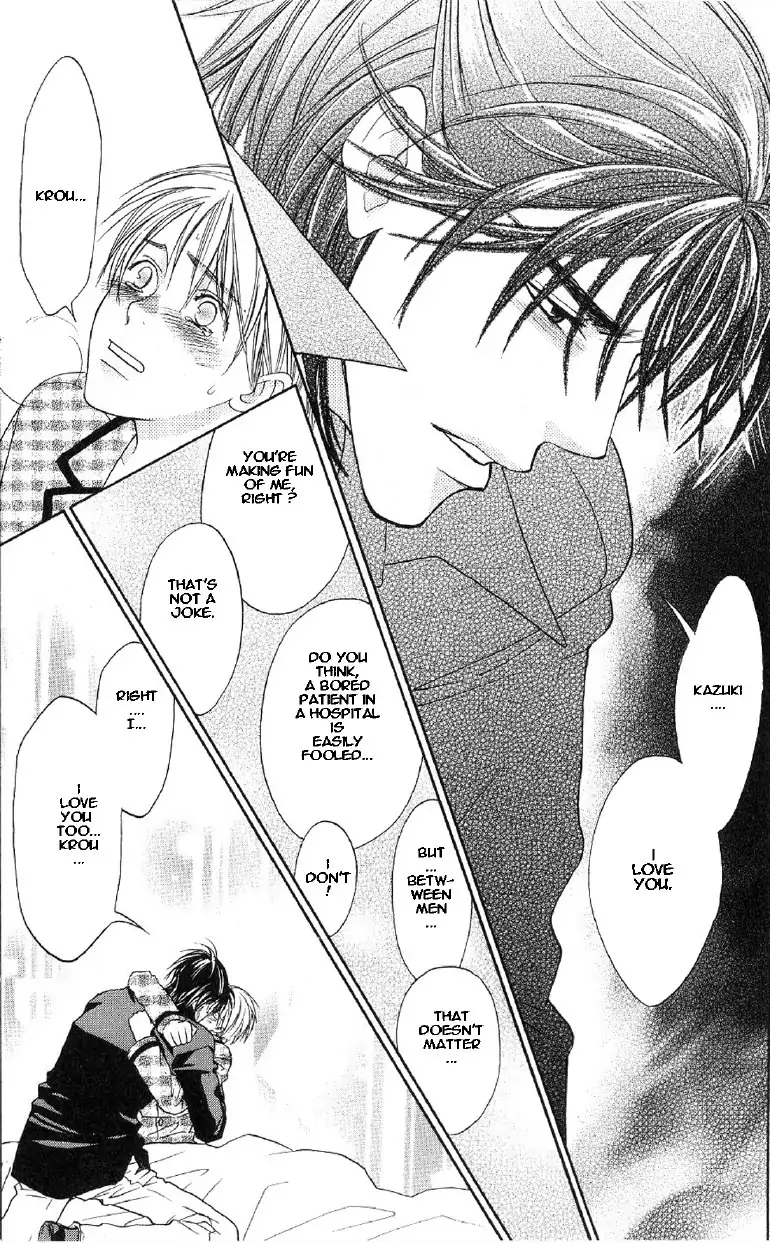 KAZUKI
....
I
LOVE
YOU.
KROU...
YOU'RE
MAKING FUN
OF ME,
RIGHT?
THAT'S
NOT A
JOKE.
DO YOU
THINK,
A BORED
PATIENT IN
A HOSPITAL
IS
EASILY
FOOLED...
I
DON'T
!
BUT
...
BETW-
WEEN
MEN
...
THAT
DOESN'T
MATTER
...
RIGHT
....
I...
I
LOVE
YOU
TOO...
KROU
...